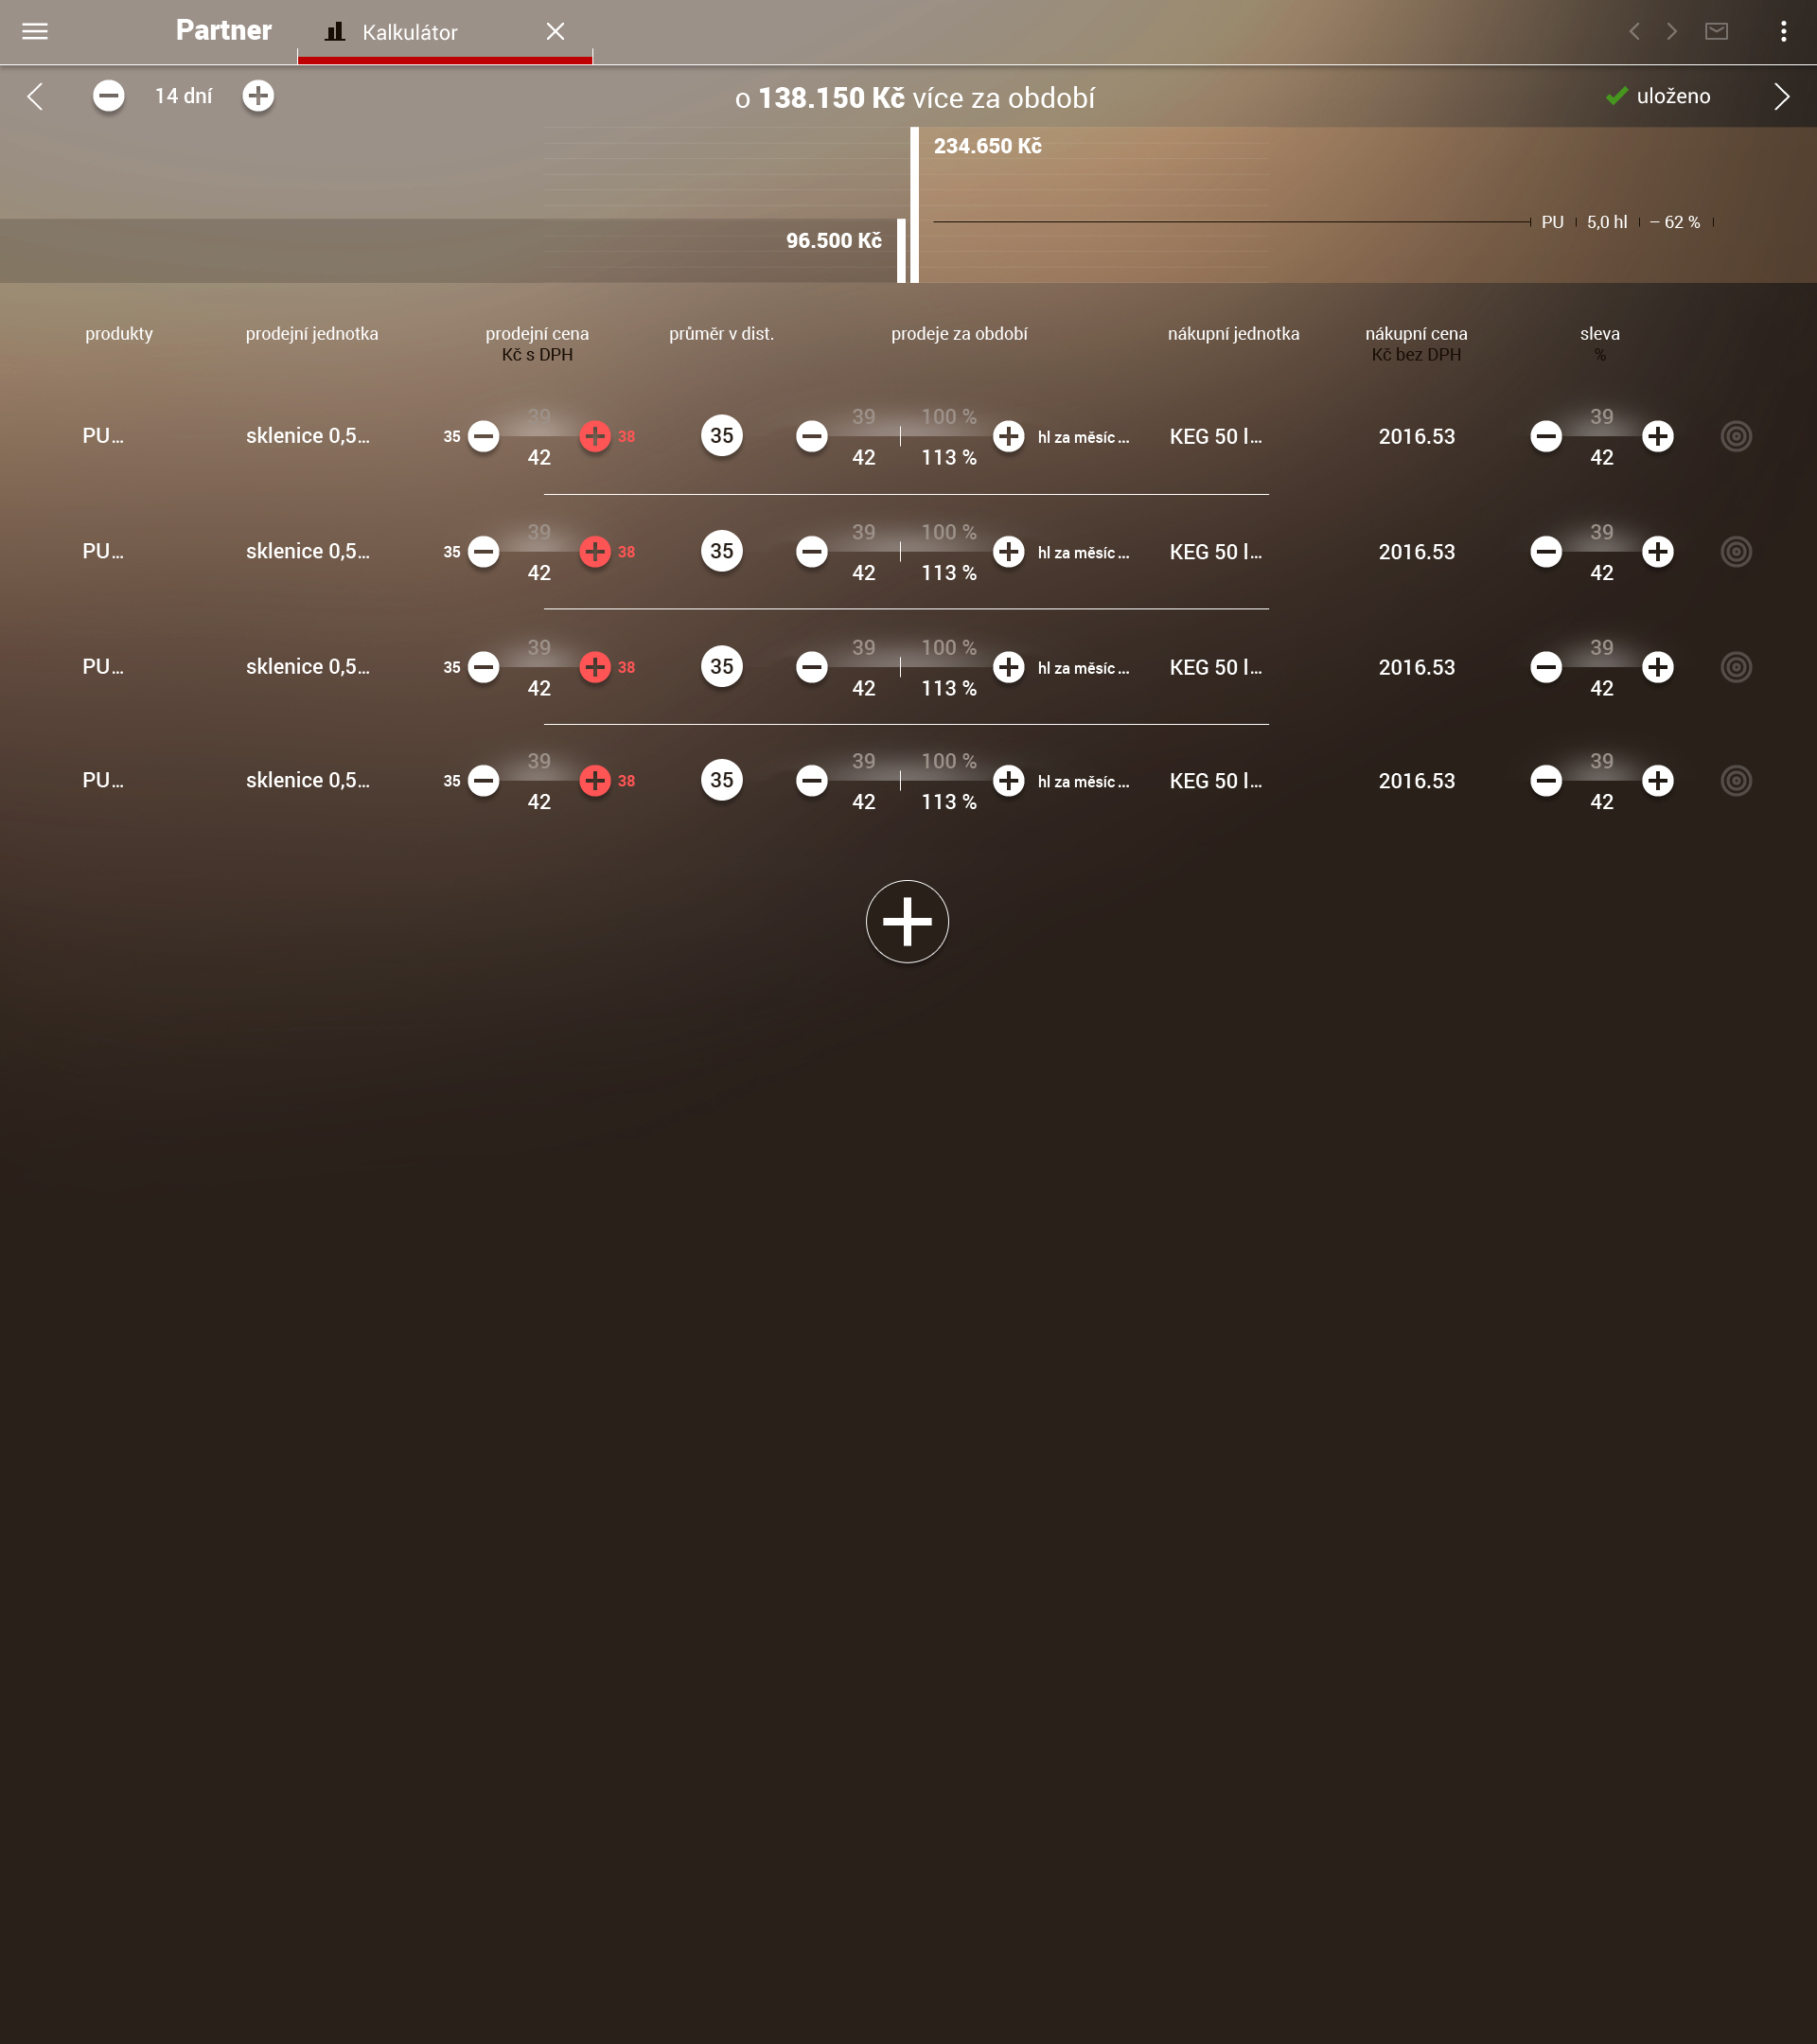 Partner Kalkulátor
14 dní o 138.150 Kč více za období uloženo
234.650 Kč
PU 5,0 hl – 62 %
96.500 Kč
produkty prodejní jednotka prodejní cena průměr v dist. prodeje za období nákupní jednotka nákupní cena sleva
Kč s DPH Kč bez DPH %
39 39 100 % 39
PU... sklenice 0,5... 35 38 35 hl za měsíc ... KEG 50 l... 2016.53
42 42 113 % 42
39 39 100 % 39
PU... sklenice 0,5... 35 38 35 hl za měsíc ... KEG 50 l... 2016.53
42 42 113 % 42
39 39 100 % 39
PU... sklenice 0,5... 35 38 35 hl za měsíc ... KEG 50 l... 2016.53
42 42 113 % 42
39 39 100 % 39
PU... sklenice 0,5... 35 38 35 hl za měsíc ... KEG 50 l... 2016.53
42 42 113 % 42